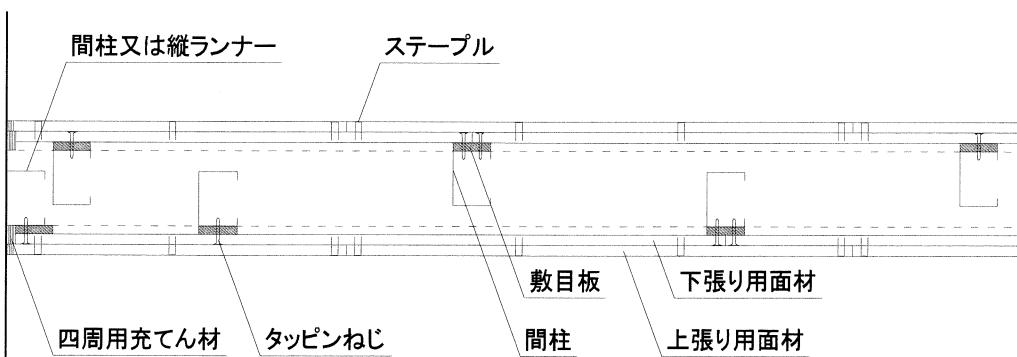 間柱又は縦ランナー
ステープル
敷目板
下張り用面材
四周用充てん材
タッピンねじ
間柱
上張り用面材